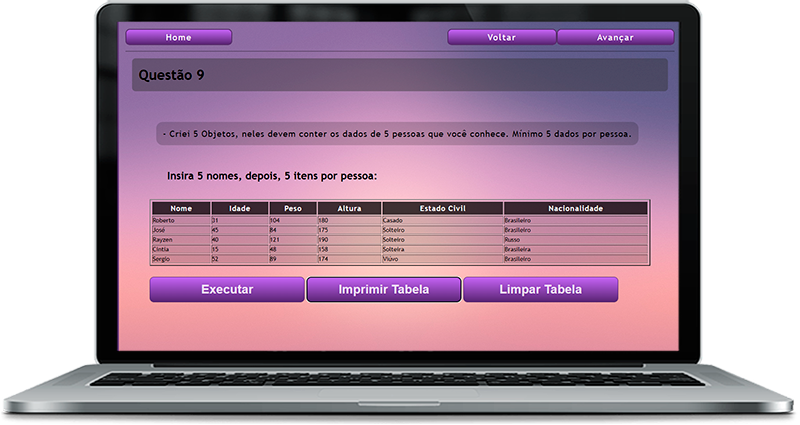 Home Voltar Avançar
Questão 9
- Criei 5 Objetos, neles devem conter os dados de 5 pessoas que você conhece. Mínimo 5 dados por pessoa.
Insira 5 nomes, depois, 5 itens por pessoa:
Nome Idade Peso Altura Estado Civil Nacionalidade
Roberto 31 104 180 Casado Brasileiro
José 45 84 175 Solteiro Brasileiro
Rayzen 40 121 190 Solteiro Russo
Cintia 15 48 158 Solteira Brasileira
Sergio 52 89 174 Viúvo Brasileiro
Executar Imprimir Tabela Limpar Tabela